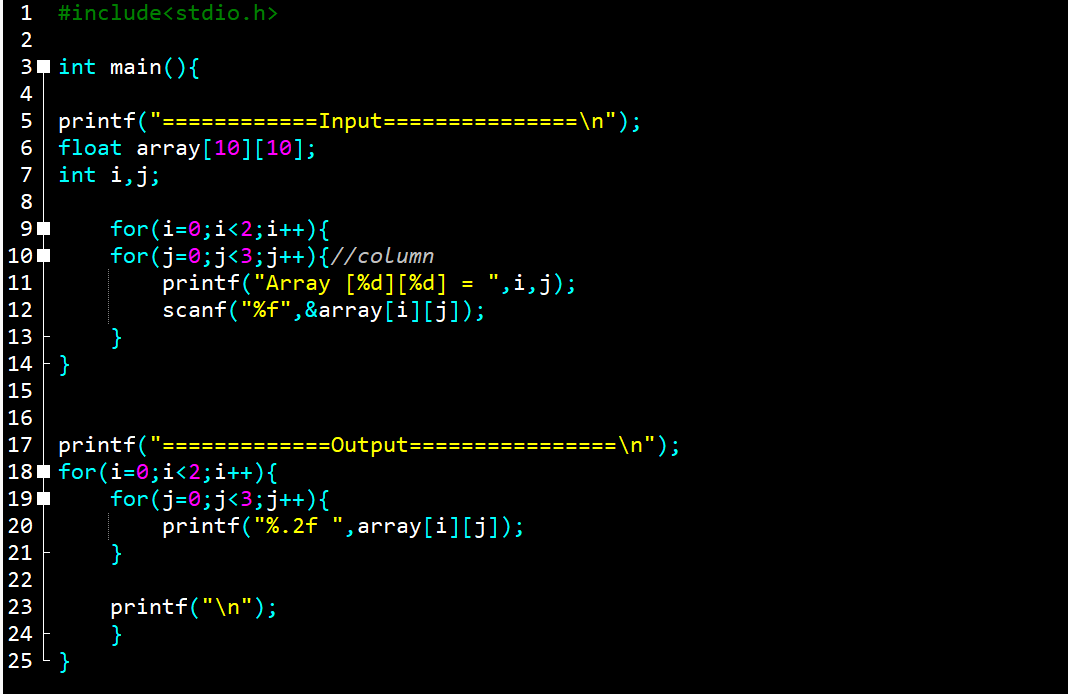 1 #include<stdio.h>
2
3 int main(){
4
5 printf("============Input===============\n");
6 float array[10][10];
7 int i,j;
8
9     for(i=0;i<2;i++){
10     for(j=0;j<3;j++){//column
11         printf("Array [%d][%d] = ",i,j);
12         scanf("%f",&array[i][j]);
13     }
14 }
15
16
17 printf("=============Output================\n");
18 for(i=0;i<2;i++){
19     for(j=0;j<3;j++){
20         printf("%.2f ",array[i][j]);
21     }
22
23     printf("\n");
24     }
25 }